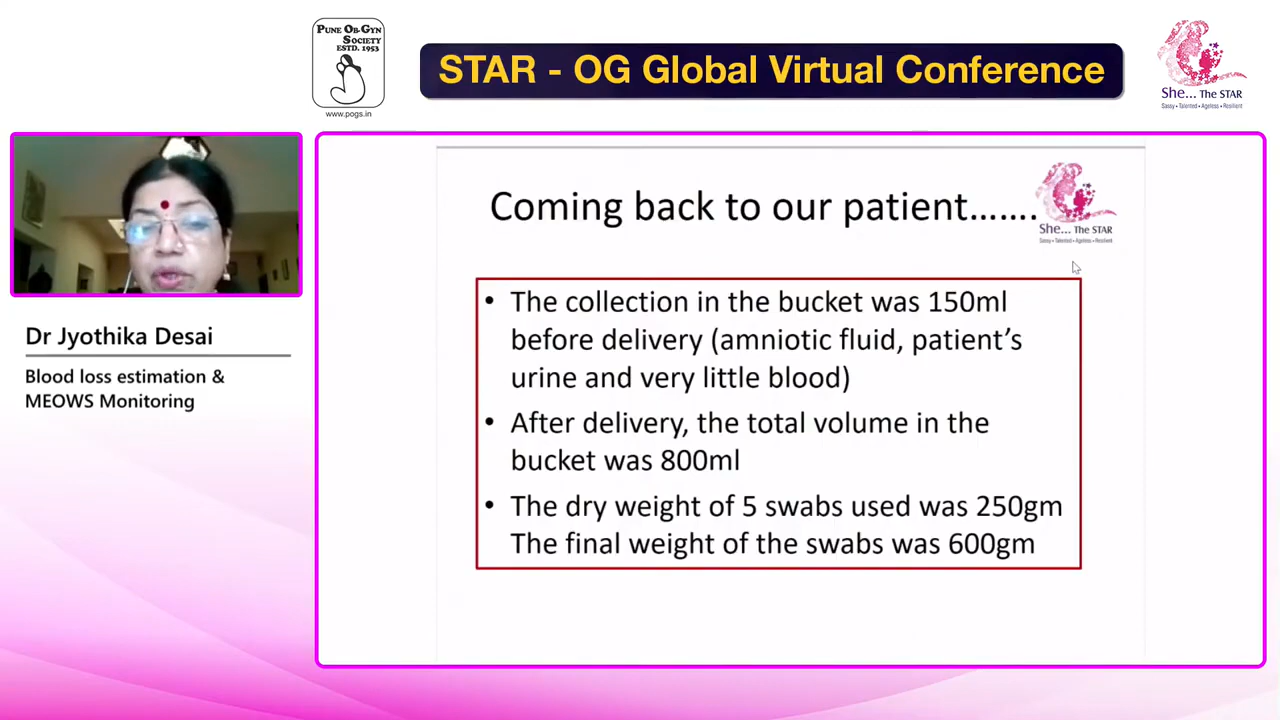 PUNE OB-GYN
SOCIETY
ESTD. 1953
www.pogs.in
STAR - OG Global Virtual Conference
She... The STAR
Sassy • Talented • Ageless • Resilient
Dr Jyothika Desai
Blood loss estimation &
MEOWS Monitoring
Coming back to our patient.......
She... The STAR
Sassy • Talented • Ageless • Resilient
• The collection in the bucket was 150ml
before delivery (amniotic fluid, patient's
urine and very little blood)
• After delivery, the total volume in the
bucket was 800ml
• The dry weight of 5 swabs used was 250gm
The final weight of the swabs was 600gm